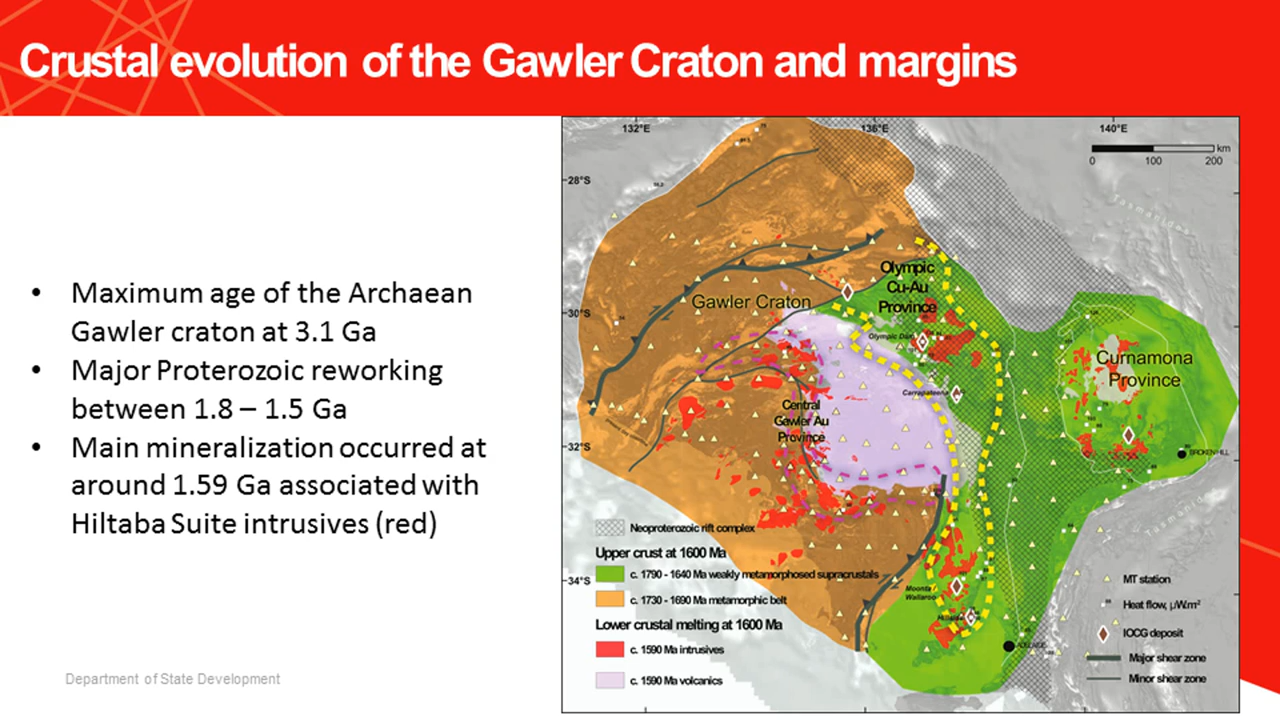 Crustal evolution of the Gawler Craton and margins
• Maximum age of the Archaean
Gawler craton at 3.1 Ga
• Major Proterozoic reworking
between 1.8 – 1.5 Ga
• Main mineralization occurred at
around 1.59 Ga associated with
Hiltaba Suite intrusives (red)
Department of State Development
132°E
136°E
140°E
km
0 100 200
28°S
30°S
32°S
34°S
Tasmanides
Olympic
Cu-Au
Province
Gawler Craton
Olympic Dam
Curnamona
Province
Carrapateena
Central
Gawler Au
Province
BROKEN HILL
Tasmanides
Moonta
Wallaroo
Hillside
ADELAIDE
Neoproterozoic rift complex
Upper crust at 1600 Ma
c. 1790 - 1640 Ma weakly metamorphosed supracrustals
c. 1730 - 1690 Ma metamorphic belt
Lower crustal melting at 1600 Ma
c. 1590 Ma intrusives
c. 1590 Ma volcanics
MT station
Heat flow, µW.m²
IOCG deposit
Major shear zone
Minor shear zone